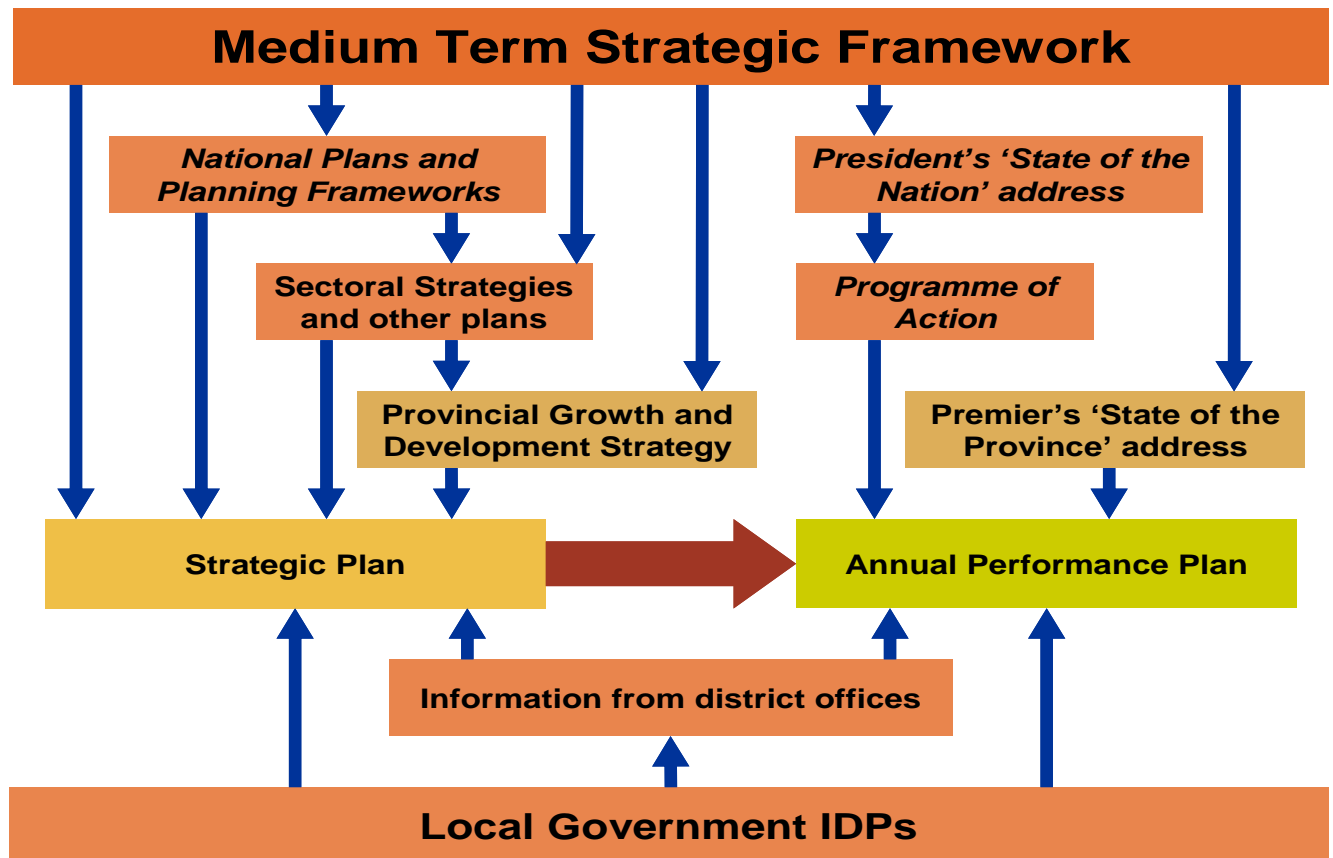 Medium Term Strategic Framework
National Plans and
Planning Frameworks
President’s ‘State of the
Nation’ address
Sectoral Strategies
and other plans
Programme of
Action
Provincial Growth and
Development Strategy
Premier’s ‘State of the
Province’ address
Strategic Plan
Annual Performance Plan
Information from district offices
Local Government IDPs